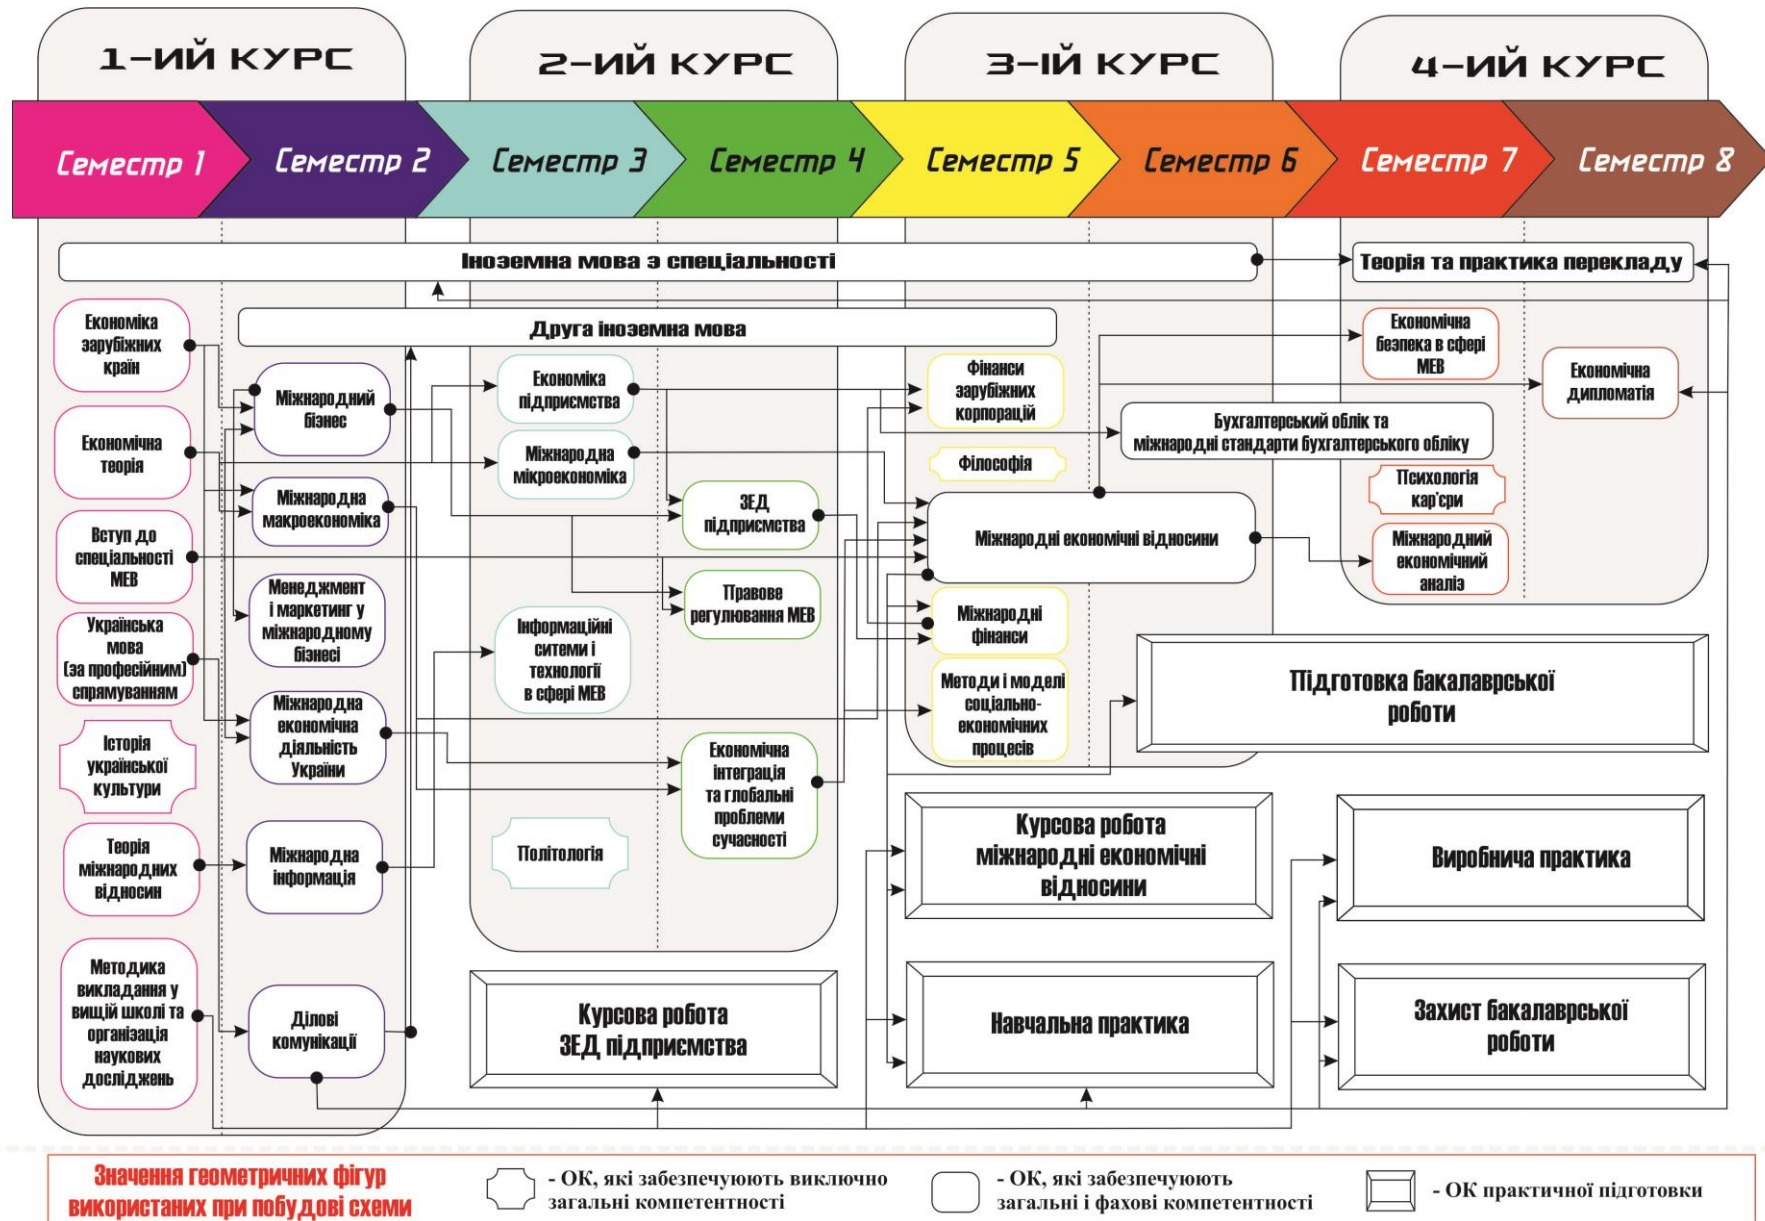 1-ИЙ КУРС
2-ИЙ КУРС
3-ІЙ КУРС
4-ИЙ КУРС
Семестр 1
Семестр 2
Семестр 3
Семестр 4
Семестр 5
Семестр 6
Семестр 7
Семестр 8
Іноземна мова з спеціальності
Теорія та практика перекладу
Друга іноземна мова
Економіка
зарубіжних
країн
Економічна
теорія
Вступ до
спеціальності
МЕВ
Українська
мова
(за професійним)
спрямуванням
Історія
української
культури
Теорія
міжнародних
відносин
Методика
викладання у
вищій школі та
організація
наукових
досліджень
Міжнародний
бізнес
Міжнародна
макроекономіка
Менеджмент
і маркетинг у
міжнародному
бізнесі
Міжнародна
економічна
діяльність
України
Міжнародна
інформація
Ділові
комунікації
Економіка
підприємства
Міжнародна
мікроекономіка
Інформаційні
ситеми і
технології
в сфері МЕВ
Політологія
ЗЕД
підприємства
Правове
регулювання МЕВ
Економічна
інтеграція
та глобальні
проблеми
сучасності
Курсова робота
ЗЕД підприємства
Фінанси
зарубіжних
корпорацій
Філософія
Міжнародні економічні відносини
Міжнародні
фінанси
Методи і моделі
соціально-
економічних
процесів
Бухгалтерський облік та
міжнародні стандарти бухгалтерського обліку
Курсова робота
міжнародні економічні
відносини
Навчальна практика
Економічна
безпека в сфері
МЕВ
Економічна
дипломатія
Психологія
кар'єри
Міжнародний
економічний
аналіз
Підготовка бакалаврської
роботи
Виробнича практика
Захист бакалаврської
роботи
Значення геометричних фігур
використаних при побудові схеми
- ОК, які забезпечують виключно
загальні компетентності
- ОК, які забезпечують
загальні і фахові компетентності
- ОК практичної підготовки